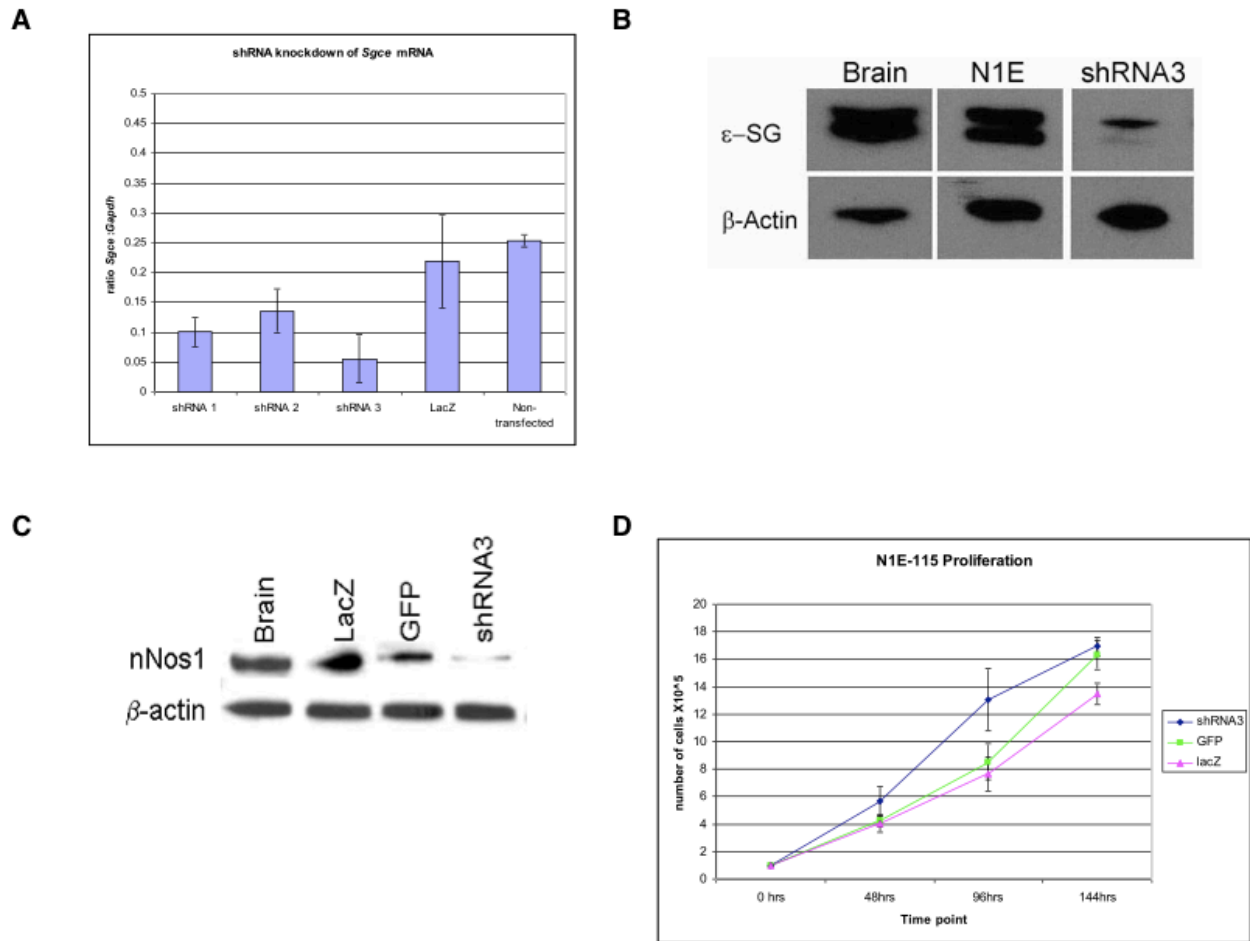 A
shRNA knockdown of Sgce mRNA
0.5
0.45
0.4
0.35
0.3
0.25
0.2
0.15
0.1
0.05
0
ratio Sgce :Gapdh
shRNA 1
shRNA 2
shRNA 3
LacZ
Non-
transfected
B
Brain N1E shRNA3
ε–SG
β-Actin
C
Brain LacZ GFP shRNA3
nNos1
β-actin
D
N1E-115 Proliferation
20
18
16
14
12
10
8
6
4
2
0
number of cells X10^5
0 hrs 48hrs 96hrs 144hrs
Time point
shRNA3
GFP
lacZ